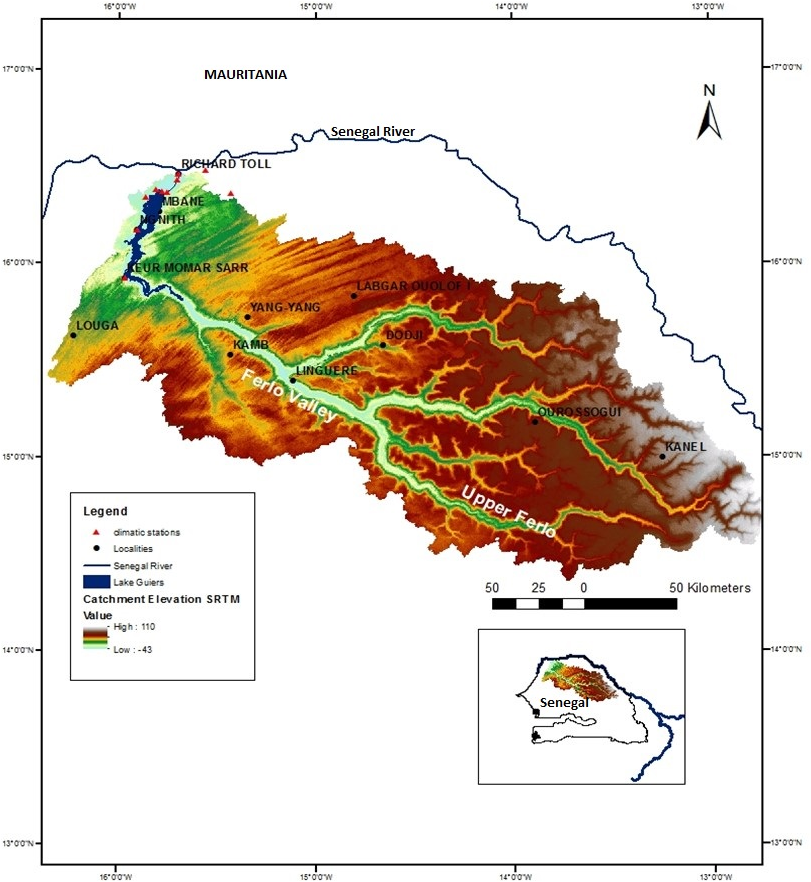 16°0'0"W 15°0'0"W 14°0'0"W 13°0'0"W
17°0'0"N 17°0'0"N
MAURITANIA
N
Senegal River
RICHARD TOLL
MBANE
16°0'0"N 16°0'0"N
KEUR MOMAR SARR
LABGAR OUOLOF
YANG-YANG
LOUGA
DODJI
KAMB
LINGUERE
Ferlo Valley
OUROSSOGUI
KANEL
15°0'0"N 15°0'0"N
Upper Ferlo
Legend
climatic stations
Localities
Senegal River
Lake Guiers
Catchment Elevation SRTM
Value
High : 110
Low : -43
50 25 0 50 Kilometers
14°0'0"N 14°0'0"N
Senegal
13°0'0"N 13°0'0"N
16°0'0"W 15°0'0"W 14°0'0"W 13°0'0"W